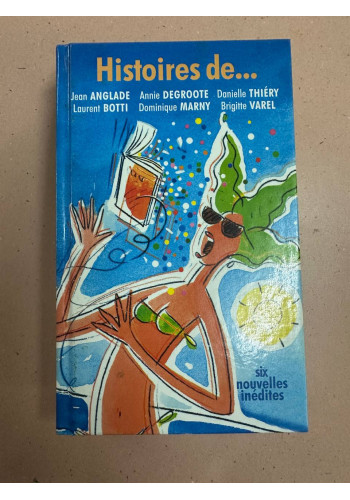 Histoires de...
Jean ANGLADE Annie DEGROOTE Danielle THIÉRY
Laurent BOTTI Dominique MARNY Brigitte VAREL
six
nouvelles
inédites